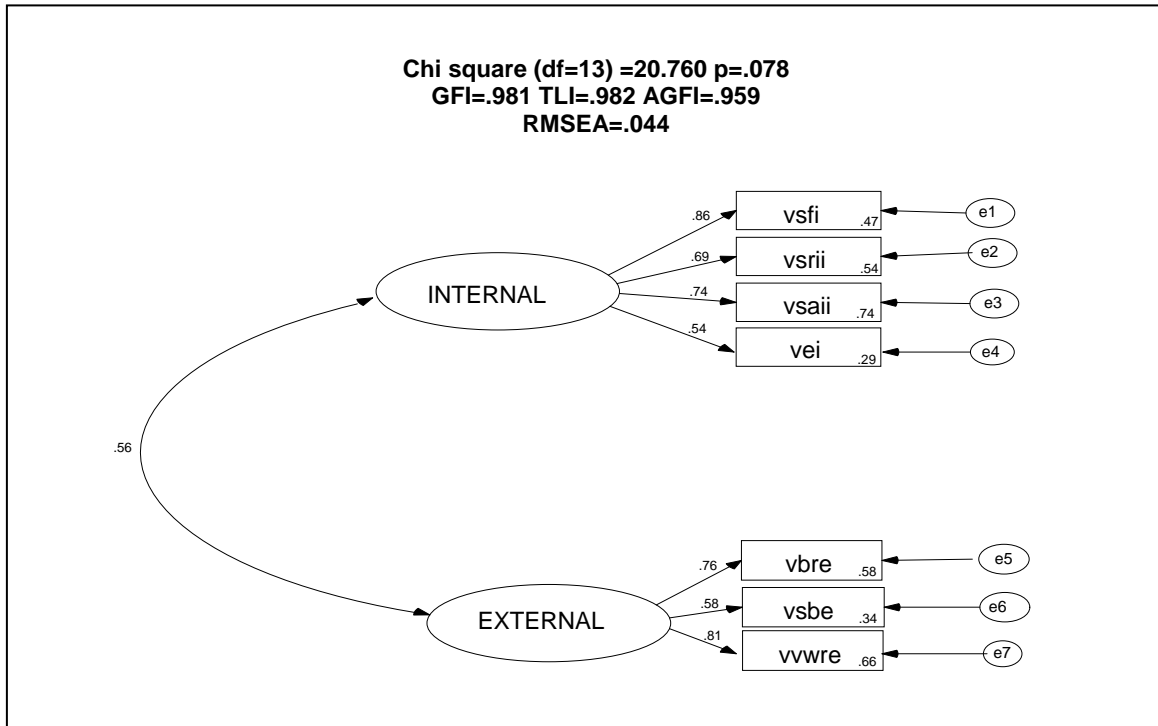 Chi square (df=13) =20.760 p=.078
GFI=.981 TLI=.982 AGFI=.959
RMSEA=.044
.86
vsfi
.47
e1
.69
vsrii
.54
e2
INTERNAL
.74
vsaii
.74
e3
.54
vei
.29
e4
.56
.76
vbre
.58
e5
.58
vsbe
.34
e6
EXTERNAL
.81
vvwre
.66
e7